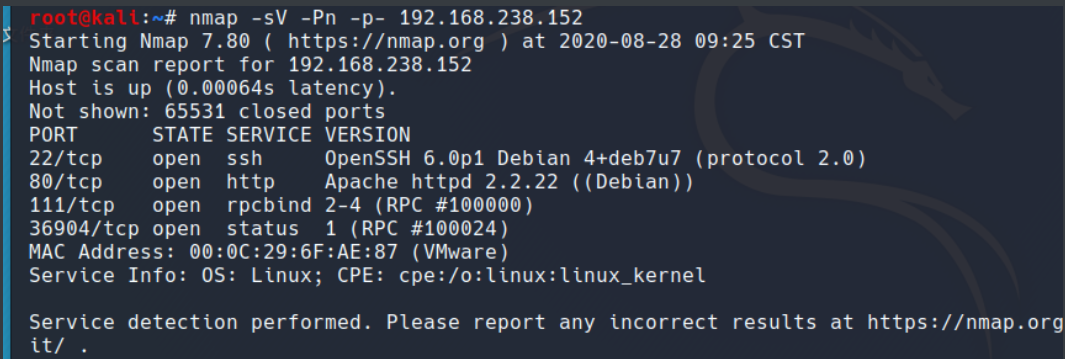 root@kali:~# nmap -sV -Pn -p- 192.168.238.152
Starting Nmap 7.80 ( https://nmap.org ) at 2020-08-28 09:25 CST
Nmap scan report for 192.168.238.152
Host is up (0.00064s latency).
Not shown: 65531 closed ports
PORT      STATE SERVICE VERSION
22/tcp    open  ssh     OpenSSH 6.0p1 Debian 4+deb7u7 (protocol 2.0)
80/tcp    open  http    Apache httpd 2.2.22 ((Debian))
111/tcp   open  rpcbind 2-4 (RPC #100000)
36904/tcp open  status  1 (RPC #100024)
MAC Address: 00:0C:29:6F:AE:87 (VMware)
Service Info: OS: Linux; CPE: cpe:/o:linux:linux_kernel

Service detection performed. Please report any incorrect results at https://nmap.org
it/ .